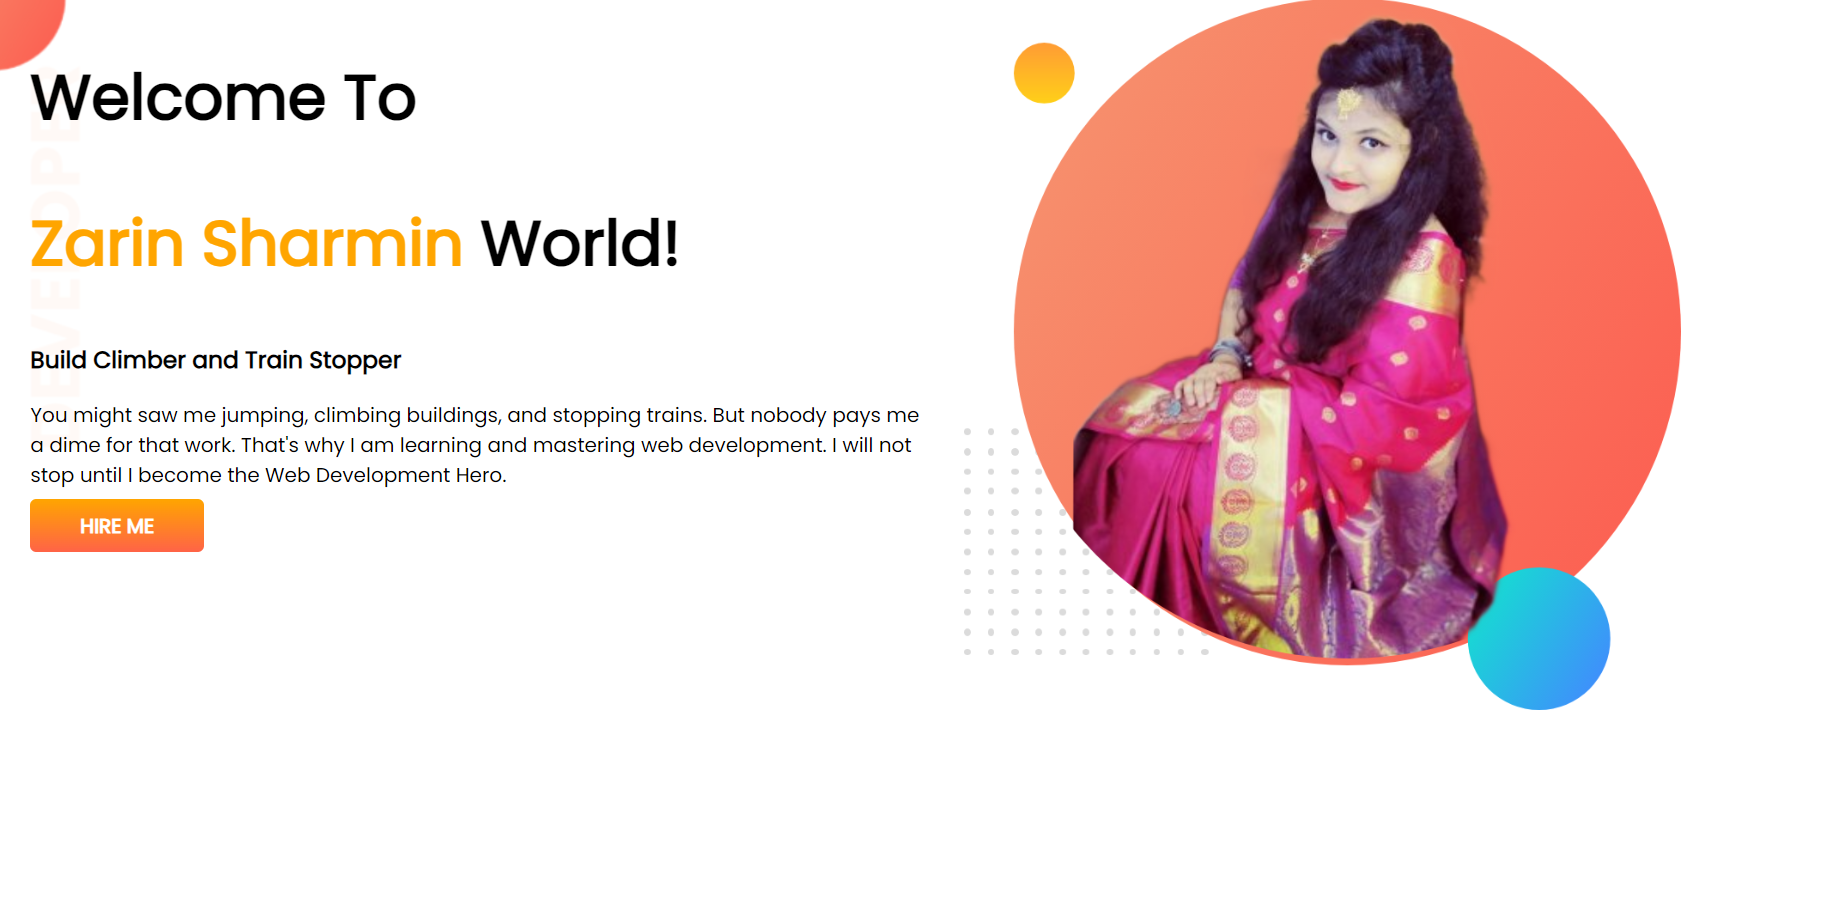 Welcome To
Zarin Sharmin World!
Build Climber and Train Stopper
You might saw me jumping, climbing buildings, and stopping trains. But nobody pays me
a dime for that work. That's why I am learning and mastering web development. I will not
stop until I become the Web Development Hero.
HIRE ME
DEVELOPER